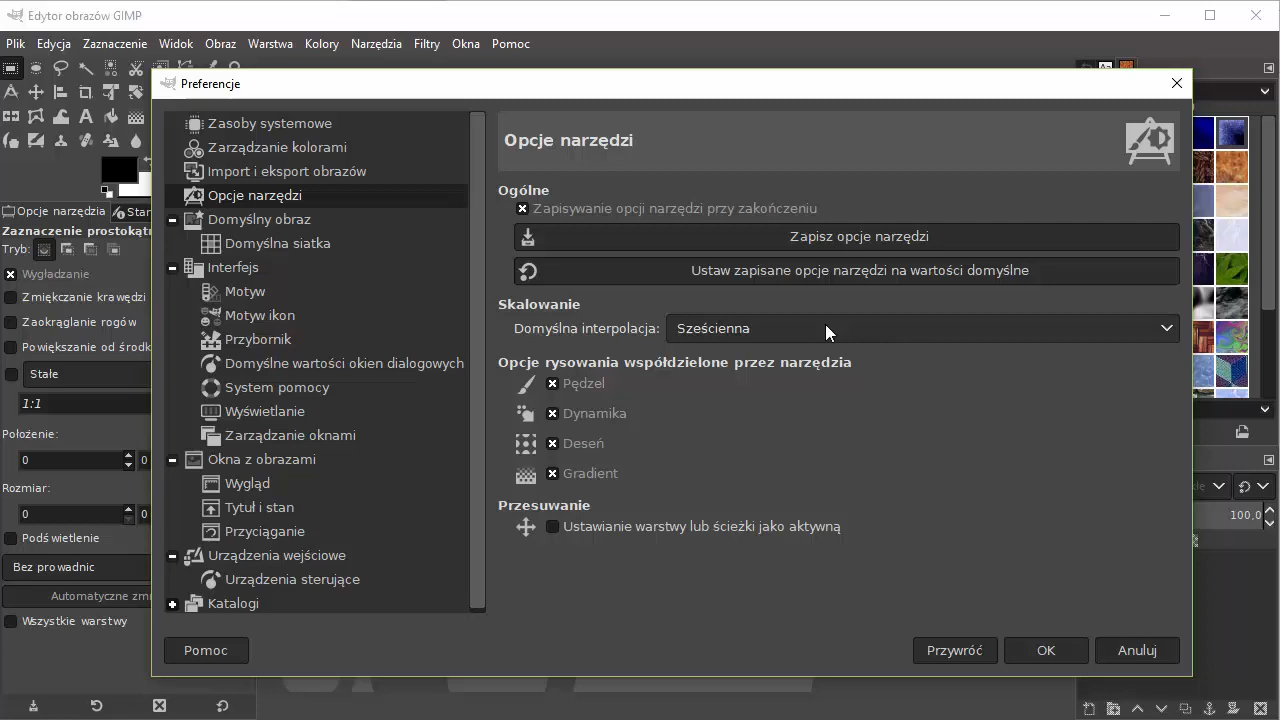 Edytor obrazów GIMP
Plik Edycja Zaznaczenie Widok Obraz Warstwa Kolory Narzędzia Filtry Okna Pomoc
Preferencje
Zasoby systemowe
Zarządzanie kolorami
Import i eksport obrazów
Opcje narzędzi
Domyślny obraz
Domyślna siatka
Interfejs
Motyw
Motyw ikon
Przybornik
Domyślne wartości okien dialogowych
System pomocy
Wyświetlanie
Zarządzanie oknami
Okna z obrazami
Wygląd
Tytuł i stan
Przyciąganie
Urządzenia wejściowe
Urządzenia sterujące
Katalogi
Opcje narzędzi
Ogólne
Zapisywanie opcji narzędzi przy zakończeniu
Zapisz opcje narzędzi
Ustaw zapisane opcje narzędzi na wartości domyślne
Skalowanie
Domyślna interpolacja: Sześcienna
Opcje rysowania współdzielone przez narzędzia
Pędzel
Dynamika
Deseń
Gradient
Przesuwanie
Ustawianie warstwy lub ścieżki jako aktywną
Pomoc Przywróć OK Anuluj
Opcje narzędzia
Tryb:
Wygładzanie
Zmiękczanie krawędzi
Zaokrąglanie rogów
Powiększanie od
Stałe
1:1
Położenie:
0 0
Rozmiar:
0 0
Podświetlenie
Bez prowadnic
Automatyczne
Wszystkie warstwy
100,0